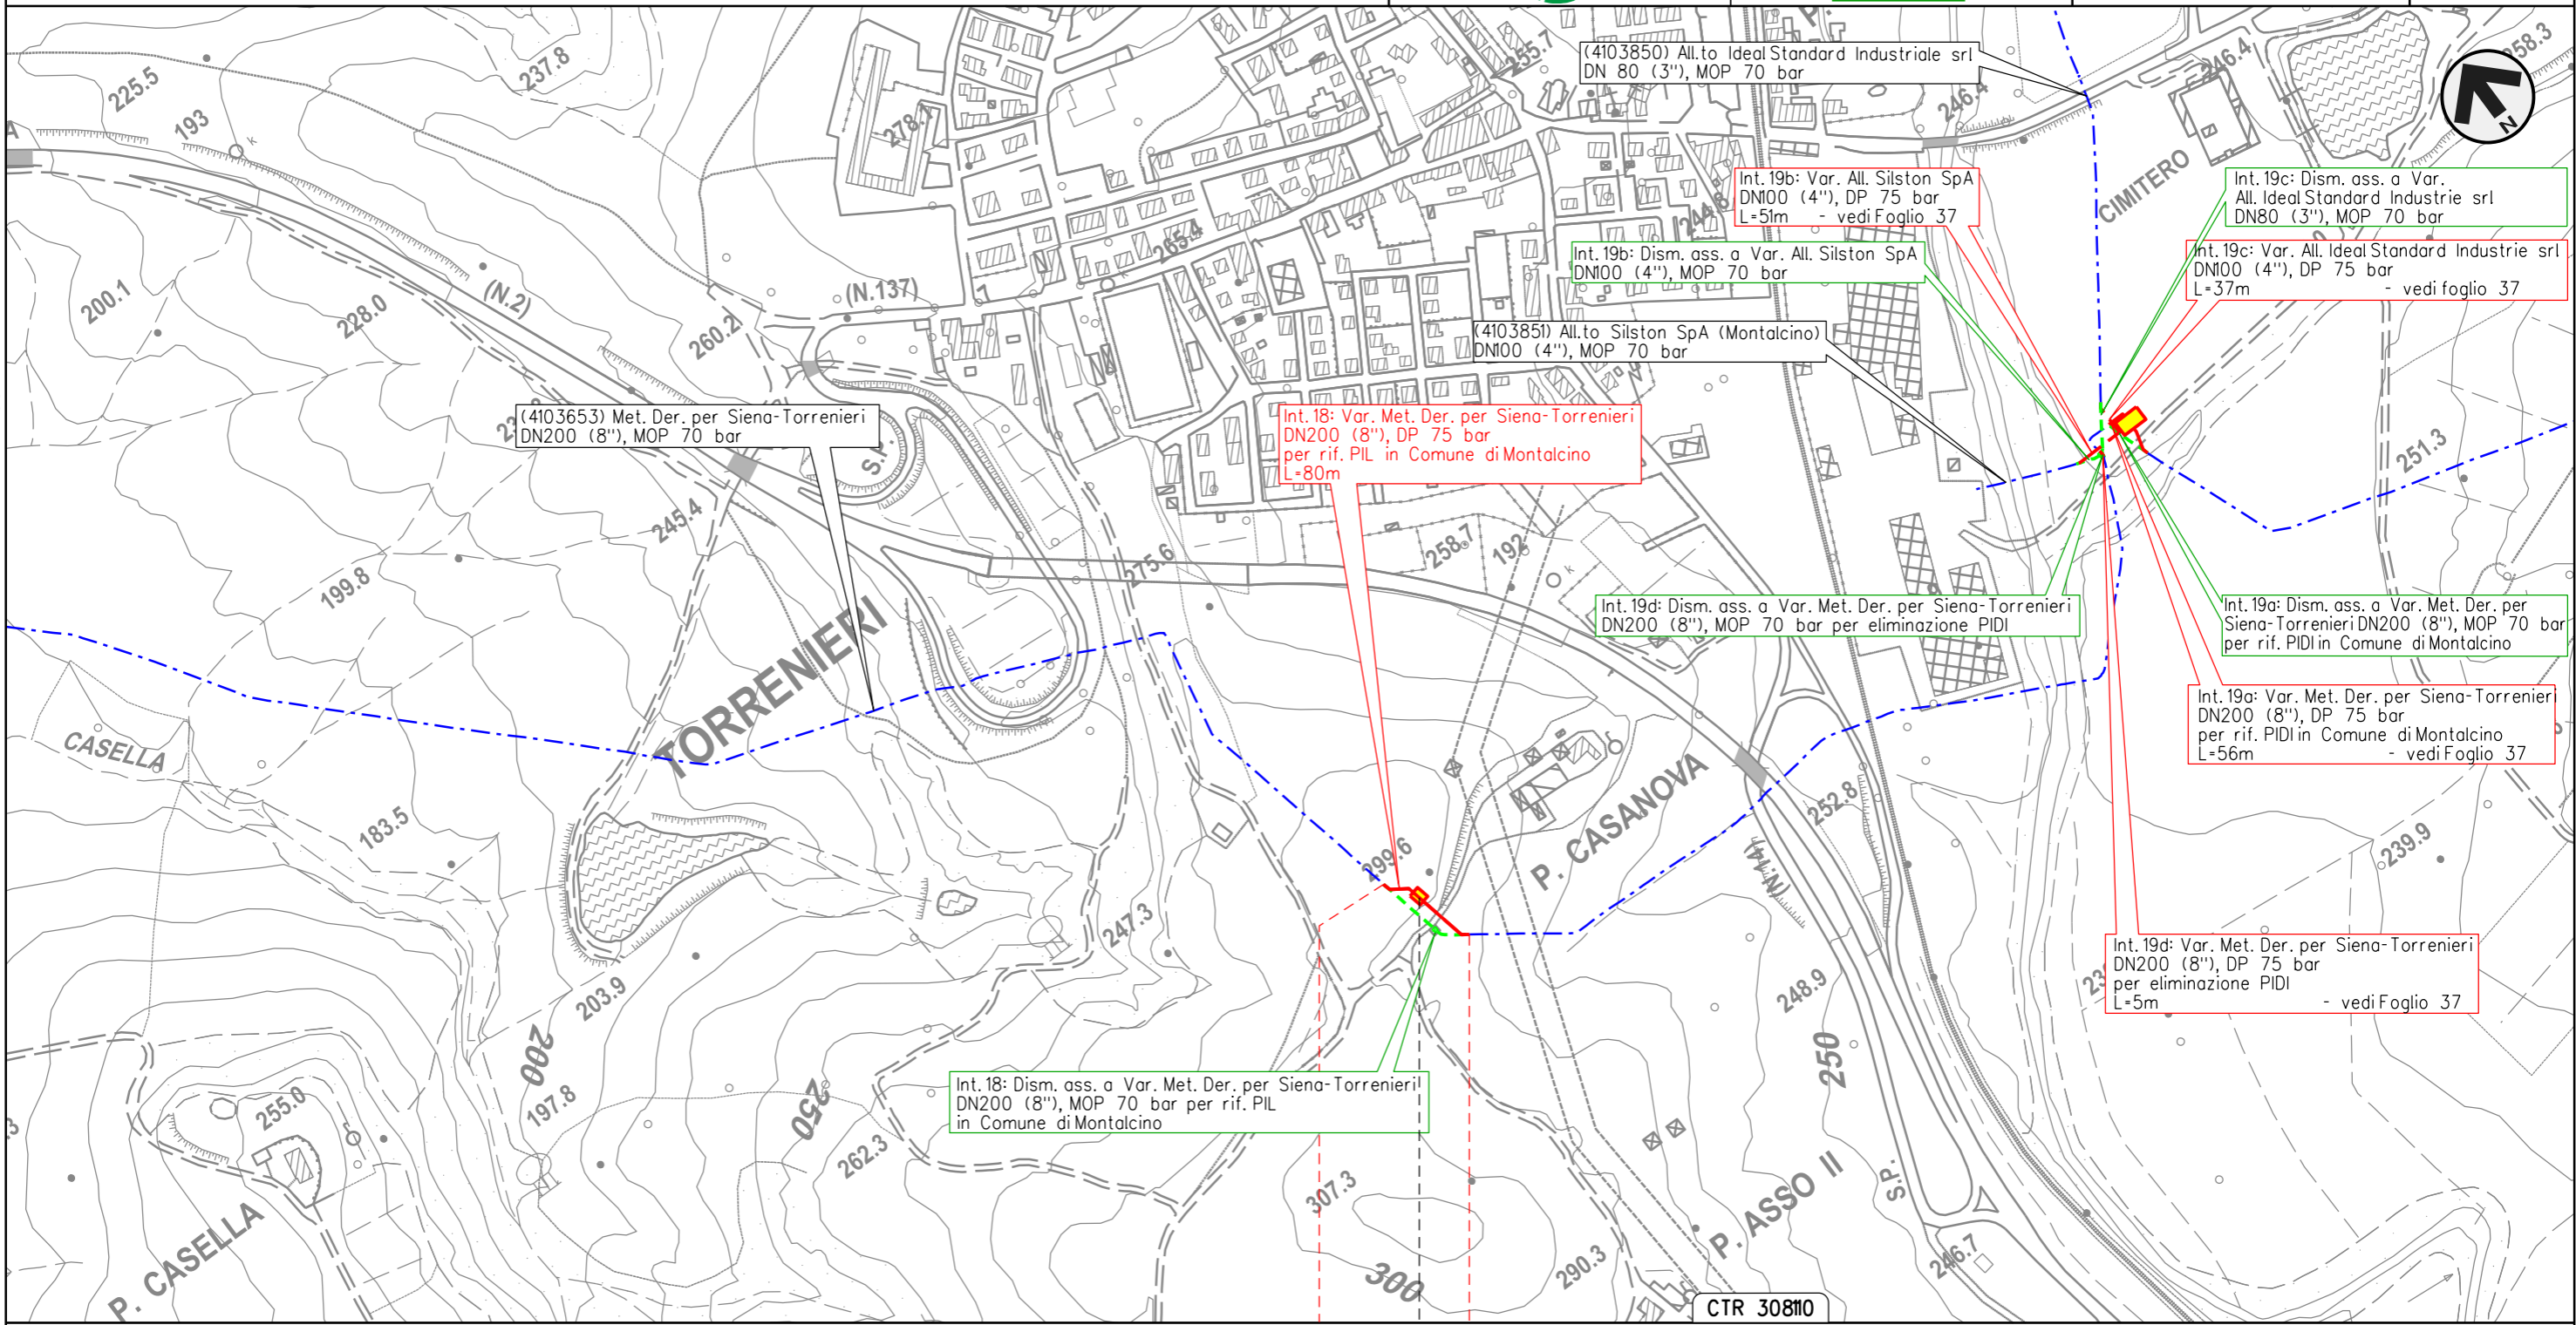 (4103850) All.to Ideal Standard Industriale srl
DN 80 (3"), MOP 70 bar
N
Int. 19b: Var. All. Silston SpA
DN100 (4"), DP 75 bar
L=51m - vedi Foglio 37
Int. 19c: Dism. ass. a Var.
All. Ideal Standard Industrie srl
DN80 (3"), MOP 70 bar
Int. 19b: Dism. ass. a Var. All. Silston SpA
DN100 (4"), MOP 70 bar
Int. 19c: Var. All. Ideal Standard Industrie srl
DN100 (4"), DP 75 bar
L=37m - vedi foglio 37
(4103851) All.to Silston SpA (Montalcino)
DN100 (4"), MOP 70 bar
(4103653) Met. Der. per Siena-Torrenieri
DN200 (8"), MOP 70 bar
Int. 18: Var. Met. Der. per Siena-Torrenieri
DN200 (8"), DP 75 bar
per rif. PIL in Comune di Montalcino
L=80m
Int. 19d: Dism. ass. a Var. Met. Der. per Siena-Torrenieri
DN200 (8"), MOP 70 bar per eliminazione PIDI
Int. 19a: Dism. ass. a Var. Met. Der. per
Siena-Torrenieri DN200 (8"), MOP 70 bar
per rif. PIDI in Comune di Montalcino
Int. 19a: Var. Met. Der. per Siena-Torrenieri
DN200 (8"), DP 75 bar
per rif. PIDI in Comune di Montalcino
L=56m - vedi Foglio 37
Int. 19d: Var. Met. Der. per Siena-Torrenieri
DN200 (8"), DP 75 bar
per eliminazione PIDI
L=5m - vedi Foglio 37
Int. 18: Dism. ass. a Var. Met. Der. per Siena-Torrenieri
DN200 (8"), MOP 70 bar per rif. PIL
in Comune di Montalcino
225.5
193
237.8
278.1
255.7
246.4
246.4
258.3
CIMITERO
244.8
265.4
(N.2)
(N.137)
200.1
228.0
260.2
S.P.
245.4
199.8
275.6
258.7
192
251.3
TORRENIERI
CASELLA
183.5
299.6
P. CASANOVA
252.8
(N.14)
239.9
247.3
203.9
200
197.8
248.9
250
250
255.0
262.3
307.3
P. ASSO II
S.P.
P. CASELLA
300
290.3
246.7
CTR 308110